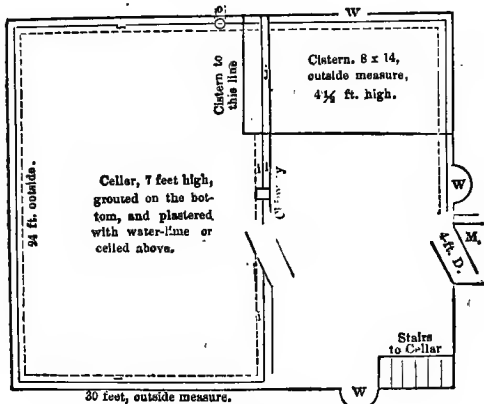 W
Cistern. 8 x 14,
outside measure,
4½ ft. high.
Cistern to
this line
24 ft. outside.
Cellar, 7 feet high,
grouted on the bot-
tom, and plastered
with water-lime or
ceiled above.
W
4-ft. D.
M.
Stairs
to Cellar
W
30 feet, outside measure.